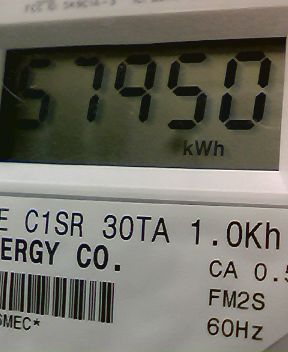 57950
kWh
E C1SR 30TA 1.0Kh
ERGY CO.
CA 0.5
FM2S
SMEC*
60Hz